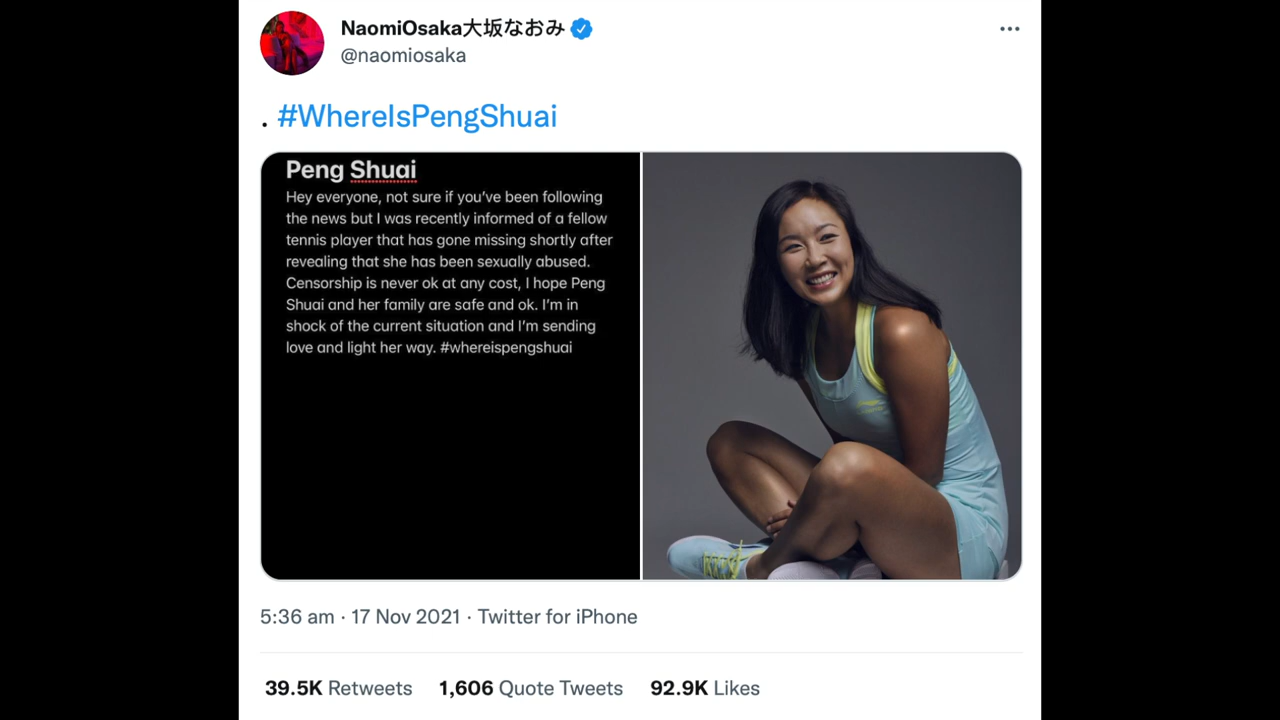 NaomiOsaka大坂なおみ
@naomiosaka
. #WhereIsPengShuai
Peng Shuai
Hey everyone, not sure if you've been following
the news but I was recently informed of a fellow
tennis player that has gone missing shortly after
revealing that she has been sexually abused.
Censorship is never ok at any cost, I hope Peng
Shuai and her family are safe and ok. I'm in
shock of the current situation and I'm sending
love and light her way. #whereispengshuai
5:36 am · 17 Nov 2021 · Twitter for iPhone
39.5K Retweets 1,606 Quote Tweets 92.9K Likes